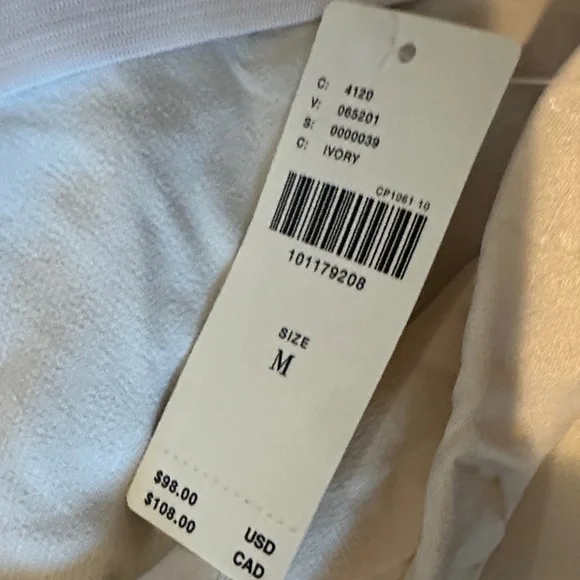 C: 4120
V: 065201
S: 0000039
C: IVORY
CP1061 10
101179208
SIZE
M
$98.00 USD
$108.00 CAD